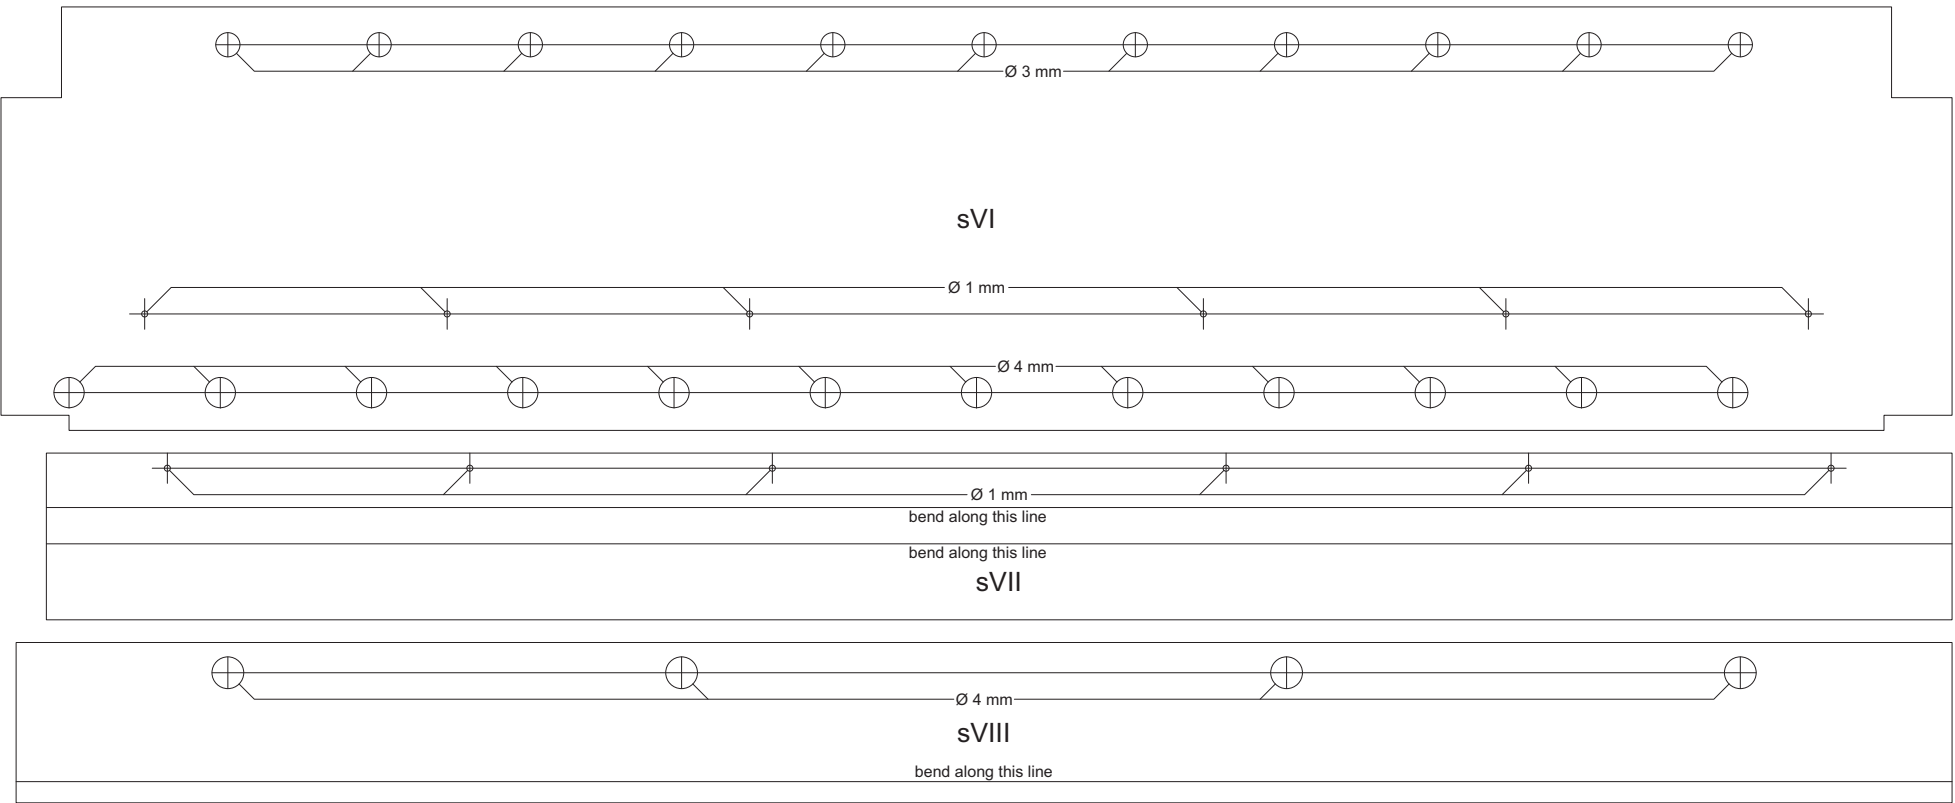 Ø 3 mm
sVI
Ø 1 mm
Ø 4 mm
Ø 1 mm
bend along this line
bend along this line
sVII
Ø 4 mm
sVIII
bend along this line